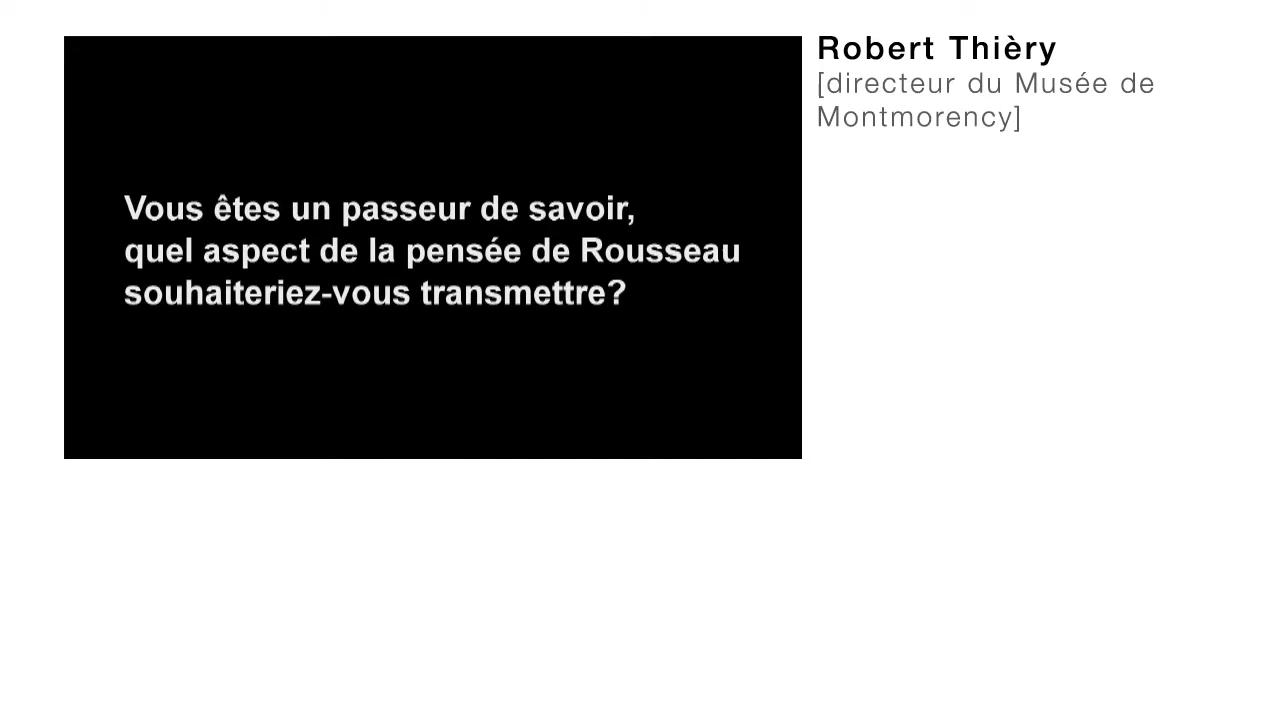 Robert Thièry
[directeur du Musée de
Montmorency]
Vous êtes un passeur de savoir,
quel aspect de la pensée de Rousseau
souhaiteriez-vous transmettre?